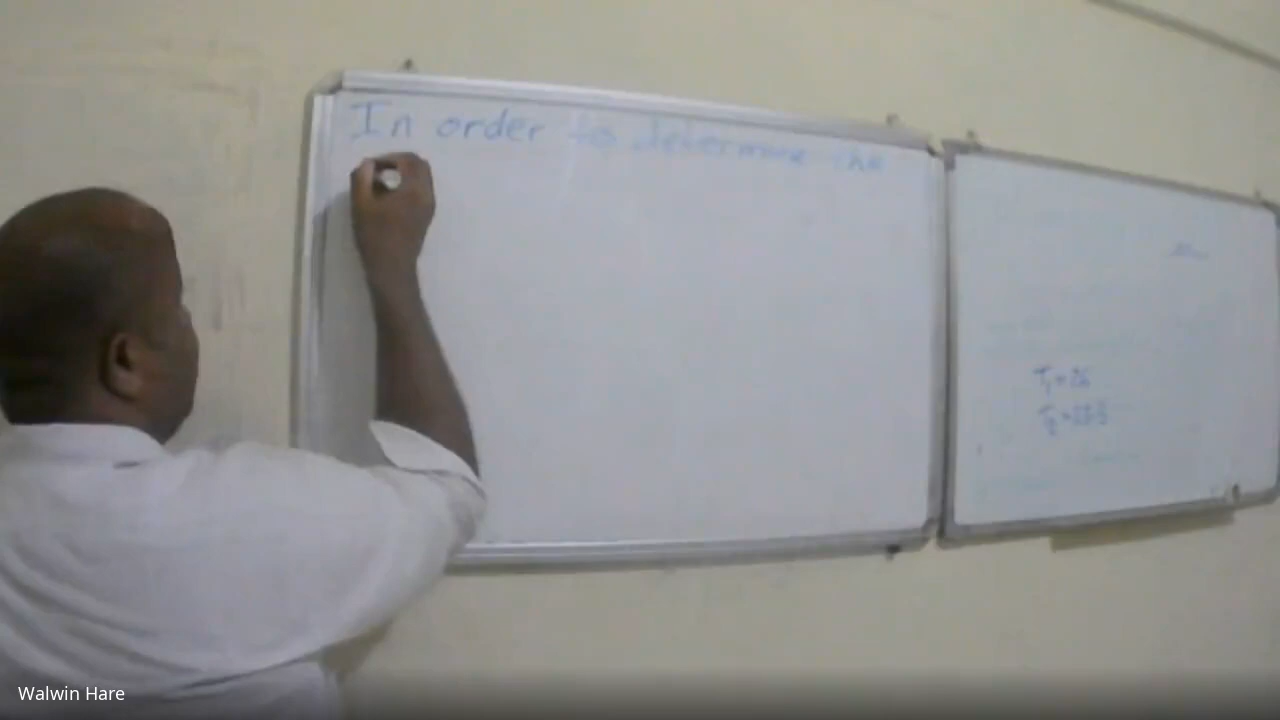 In order to determine the
T₁ = 26
Walwin Hare